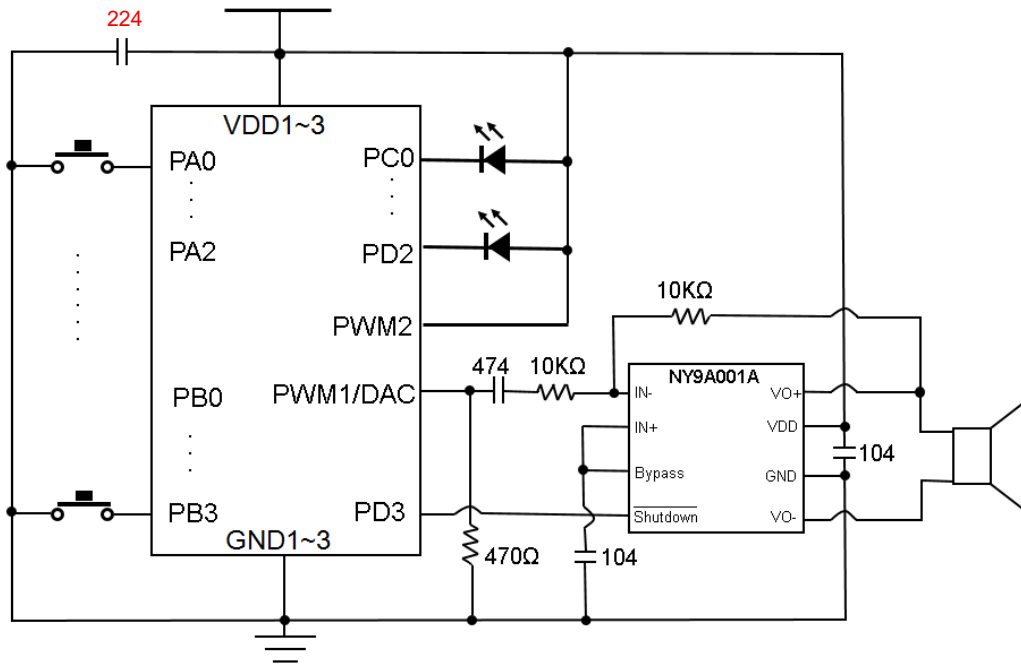 224
VDD1~3
PA0
PC0
PA2
PD2
PWM2
10KΩ
474
10KΩ
NY9A001A
PB0
PWM1/DAC
IN-
VO+
IN+
VDD
104
Bypass
GND
PB3
PD3
Shutdown
VO-
GND1~3
470Ω
104